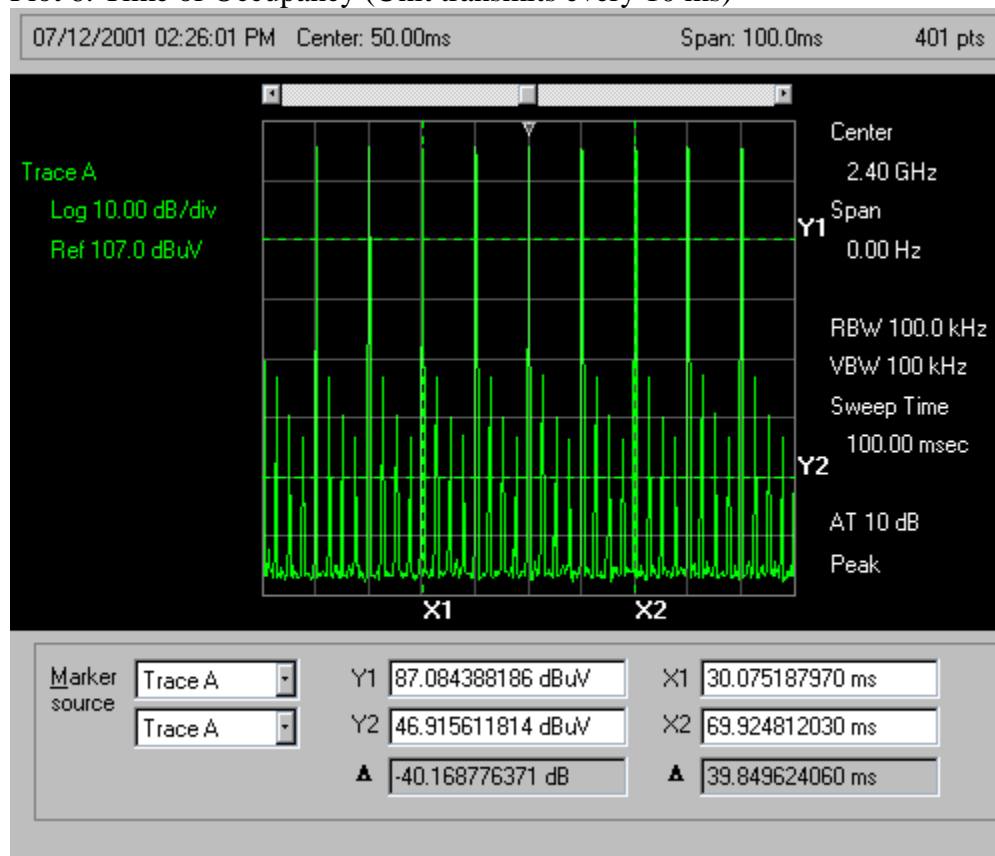 Plot 8: Time of Occupancy (Unit transmits every 10 ms)
07/12/2001 02:26:01 PM Center: 50.00ms Span: 100.0ms 401 pts
Trace A
Log 10.00 dB/div
Ref 107.0 dBuV
Center
2.40 GHz
Y1
Span
0.00 Hz
RBW 100.0 kHz
VBW 100 kHz
Sweep Time
100.00 msec
Y2
AT 10 dB
Peak
X1 X2
Marker source
Trace A
Trace A
Y1 87.084388186 dBuV
Y2 46.915611814 dBuV
Δ -40.168776371 dB
X1 30.075187970 ms
X2 69.924812030 ms
Δ 39.849624060 ms